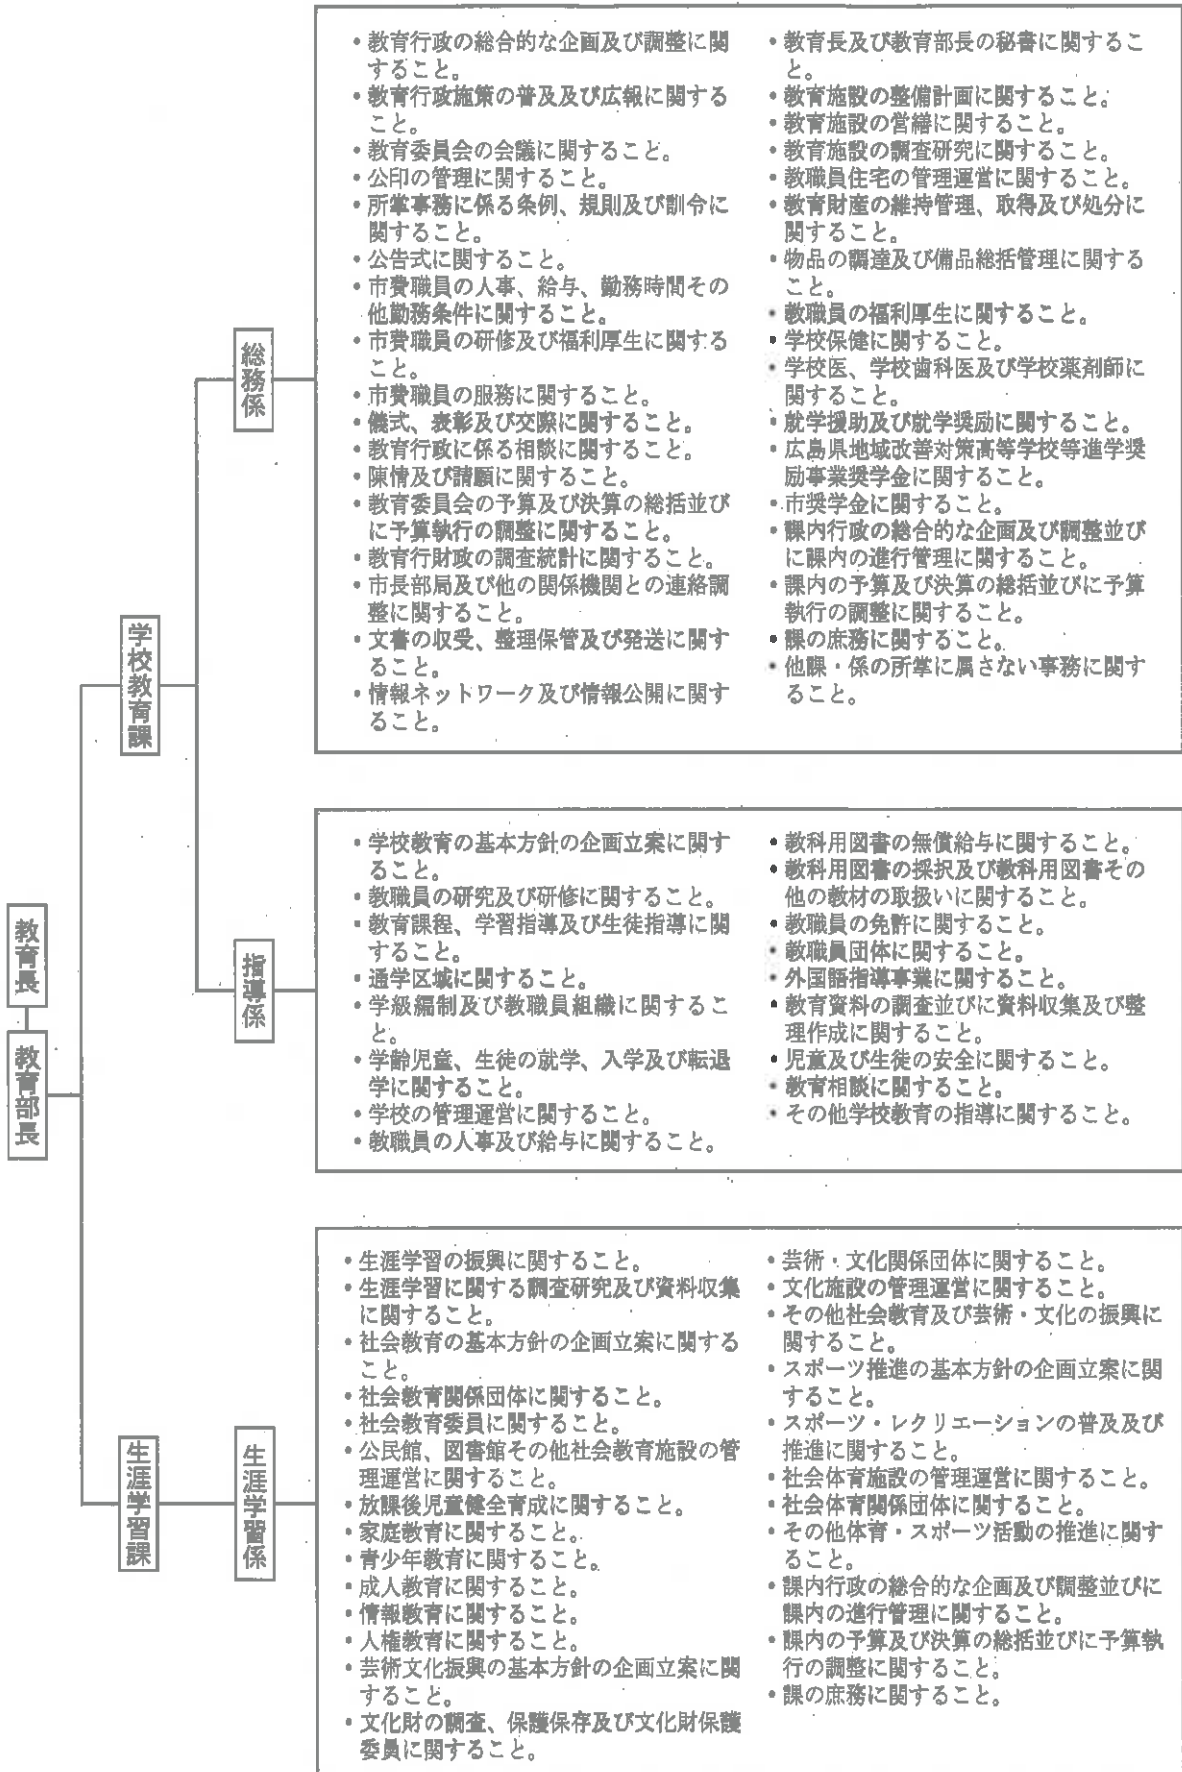 教育長
教育部長
学校教育課
総務係
・教育行政の総合的な企画及び調整に関
すること。
・教育行政施策の普及及び広報に関する
こと。
・教育委員会の会議に関すること。
・公印の管理に関すること。
・所掌事務に係る条例、規則及び訓令に
関すること。
・公告式に関すること。
・市費職員の人事、給与、勤務時間その
他勤務条件に関すること。
・市費職員の研修及び福利厚生に関する
こと。
・市費職員の服務に関すること。
・儀式、表彰及び交際に関すること。
・教育行政に係る相談に関すること。
・陳情及び請願に関すること。
・教育委員会の予算及び決算の総括並び
に予算執行の調整に関すること。
・教育行財政の調査統計に関すること。
・市長部局及び他の関係機関との連絡調
整に関すること。
・文書の収受、整理保管及び発送に関す
ること。
・情報ネットワーク及び情報公開に関す
ること。
・教育長及び教育部長の秘書に関するこ
と。
・教育施設の整備計画に関すること。
・教育施設の営繕に関すること。
・教育施設の調査研究に関すること。
・教職員住宅の管理運営に関すること。
・教育財産の維持管理、取得及び処分に
関すること。
・物品の調達及び備品総括管理に関する
こと。
・教職員の福利厚生に関すること。
・学校保健に関すること。
・学校医、学校歯科医及び学校薬剤師に
関すること。
・就学援助及び就学奨励に関すること。
・広島県地域改善対策高等学校等進学奨
励事業奨学金に関すること。
・市奨学金に関すること。
・課内行政の総合的な企画及び調整並び
に課内の進行管理に関すること。
・課内の予算及び決算の総括並びに予算
執行の調整に関すること。
・課の庶務に関すること。
・他課・係の所掌に属さない事務に関す
ること。
指導係
・学校教育の基本方針の企画立案に関す
ること。
・教職員の研究及び研修に関すること。
・教育課程、学習指導及び生徒指導に関
すること。
・通学区域に関すること。
・学級編制及び教職員組織に関するこ
と。
・学齢児童、生徒の就学、入学及び転退
学に関すること。
・学校の管理運営に関すること。
・教職員の人事及び給与に関すること。
・教科用図書の無償給与に関すること。
・教科用図書の採択及び教科用図書その
他の教材の取扱いに関すること。
・教職員の免許に関すること。
・教職員団体に関すること。
・外国語指導事業に関すること。
・教育資料の調査並びに資料収集及び整
理作成に関すること。
・児童及び生徒の安全に関すること。
・教育相談に関すること。
・その他学校教育の指導に関すること。
生涯学習課
生涯学習係
・生涯学習の振興に関すること。
・生涯学習に関する調査研究及び資料収集
に関すること。
・社会教育の基本方針の企画立案に関する
こと。
・社会教育関係団体に関すること。
・社会教育委員に関すること。
・公民館、図書館その他社会教育施設の管
理運営に関すること。
・放課後児童健全育成に関すること。
・家庭教育に関すること。
・青少年教育に関すること。
・成人教育に関すること。
・情報教育に関すること。
・人権教育に関すること。
・芸術文化振興の基本方針の企画立案に関
すること。
・文化財の調査、保護保存及び文化財保護
委員に関すること。
・芸術・文化関係団体に関すること。
・文化施設の管理運営に関すること。
・その他社会教育及び芸術・文化の振興に
関すること。
・スポーツ推進の基本方針の企画立案に関
すること。
・スポーツ・レクリエーションの普及及び
推進に関すること。
・社会体育施設の管理運営に関すること。
・社会体育関係団体に関すること。
・その他体育・スポーツ活動の推進に関す
ること。
・課内行政の総合的な企画及び調整並びに
課内の進行管理に関すること。
・課内の予算及び決算の総括並びに予算執
行の調整に関すること。
・課の庶務に関すること。